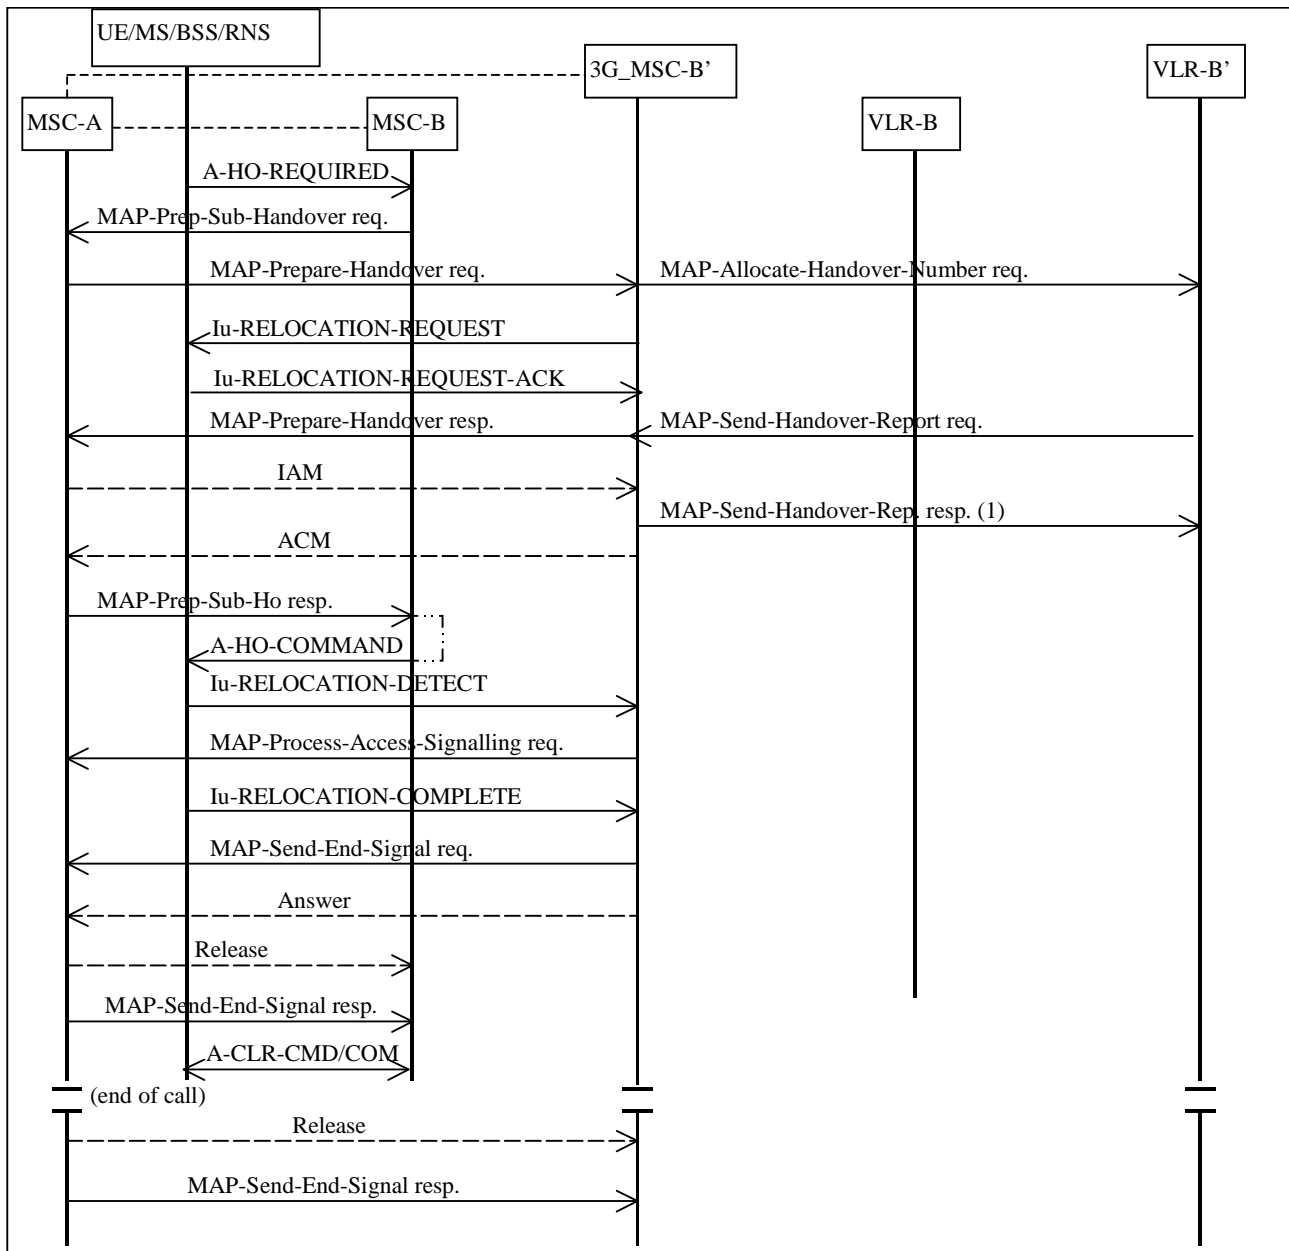 UE/MS/BSS/RNS
3G_MSC-B’
VLR-B’
MSC-A
MSC-B
VLR-B
A-HO-REQUIRED
MAP-Prep-Sub-Handover req.
MAP-Prepare-Handover req.
MAP-Allocate-Handover-Number req.
Iu-RELOCATION-REQUEST
Iu-RELOCATION-REQUEST-ACK
MAP-Prepare-Handover resp.
MAP-Send-Handover-Report req.
IAM
MAP-Send-Handover-Rep. resp. (1)
ACM
MAP-Prep-Sub-Ho resp.
A-HO-COMMAND
Iu-RELOCATION-DETECT
MAP-Process-Access-Signalling req.
Iu-RELOCATION-COMPLETE
MAP-Send-End-Signal req.
Answer
Release
MAP-Send-End-Signal resp.
A-CLR-CMD/COM
(end of call)
Release
MAP-Send-End-Signal resp.